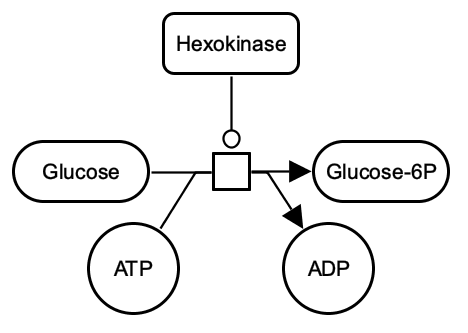 Hexokinase
Glucose
Glucose-6P
ATP
ADP